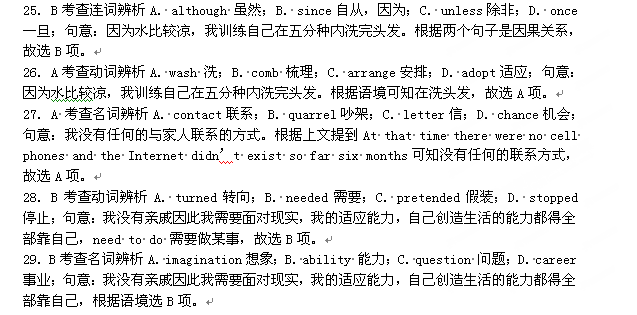 25. B 考查连词辨析 A. although 虽然; B. since 自从, 因为; C. unless 除非; D. once
一旦; 句意: 因为水比较凉, 我训练自己在五分种内洗完头发。根据两个句子是因果关系,
故选 B 项。
26. A 考查动词辨析 A. wash 洗; B. comb 梳理; C. arrange 安排; D. adopt 适应; 句意:
因为水比较凉, 我训练自己在五分种内洗完头发。根据语境可知在洗头发, 故选 A 项。
27. A 考查名词辨析 A. contact 联系; B. quarrel 吵架; C. letter 信; D. chance 机会;
句意: 我没有任何的与家人联系的方式。根据上文提到 At that time there were no cell
phones and the Internet didn’t exist so far six months 可知没有任何的联系方式,
故选 A 项。
28. B 考查动词辨析 A. turned 转向; B. needed 需要; C. pretended 假装; D. stopped
停止; 句意: 我没有亲戚因此我需要面对现实, 我的适应能力, 自己创造生活的能力都得全
部靠自己, need to do 需要做某事, 故选 B 项。
29. B 考查名词辨析 A. imagination 想象; B. ability 能力; C. question 问题; D. career
事业; 句意: 我没有亲戚因此我需要面对现实, 我的适应能力, 自己创造生活的能力都得全
部靠自己, 根据语境选 B 项。